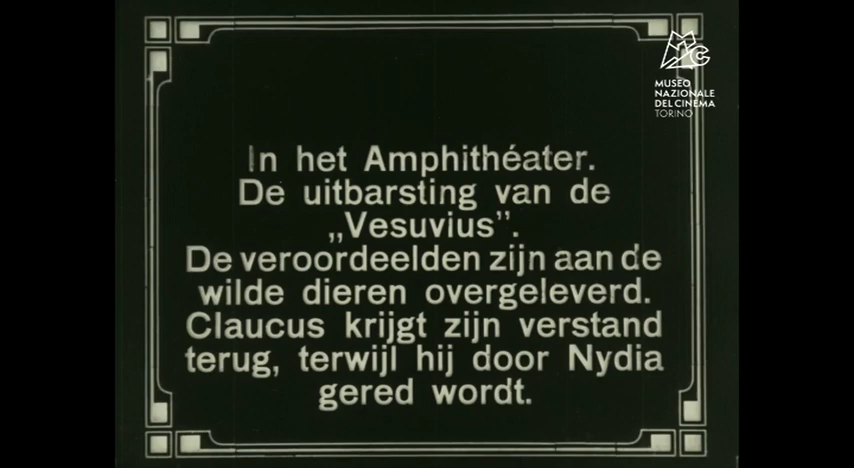 MUSEO
NAZIONALE
DEL CINEMA
TORINO
In het Amphithéater.
De uitbarsting van de
„Vesuvius”.
De veroordeelden zijn aan de
wilde dieren overgeleverd.
Claucus krijgt zijn verstand
terug, terwijl hij door Nydia
gered wordt.